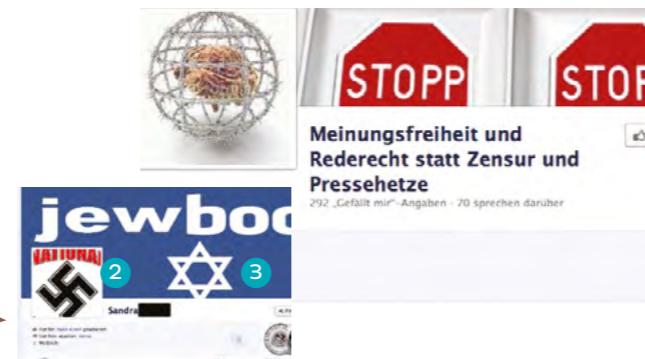 STOPP STOP
Meinungsfreiheit und
Rederecht statt Zensur und
Pressehetze
292 „Gefällt mir“-Angaben · 70 sprechen darüber
jewboo
NATIONAL
2 3
Sandra